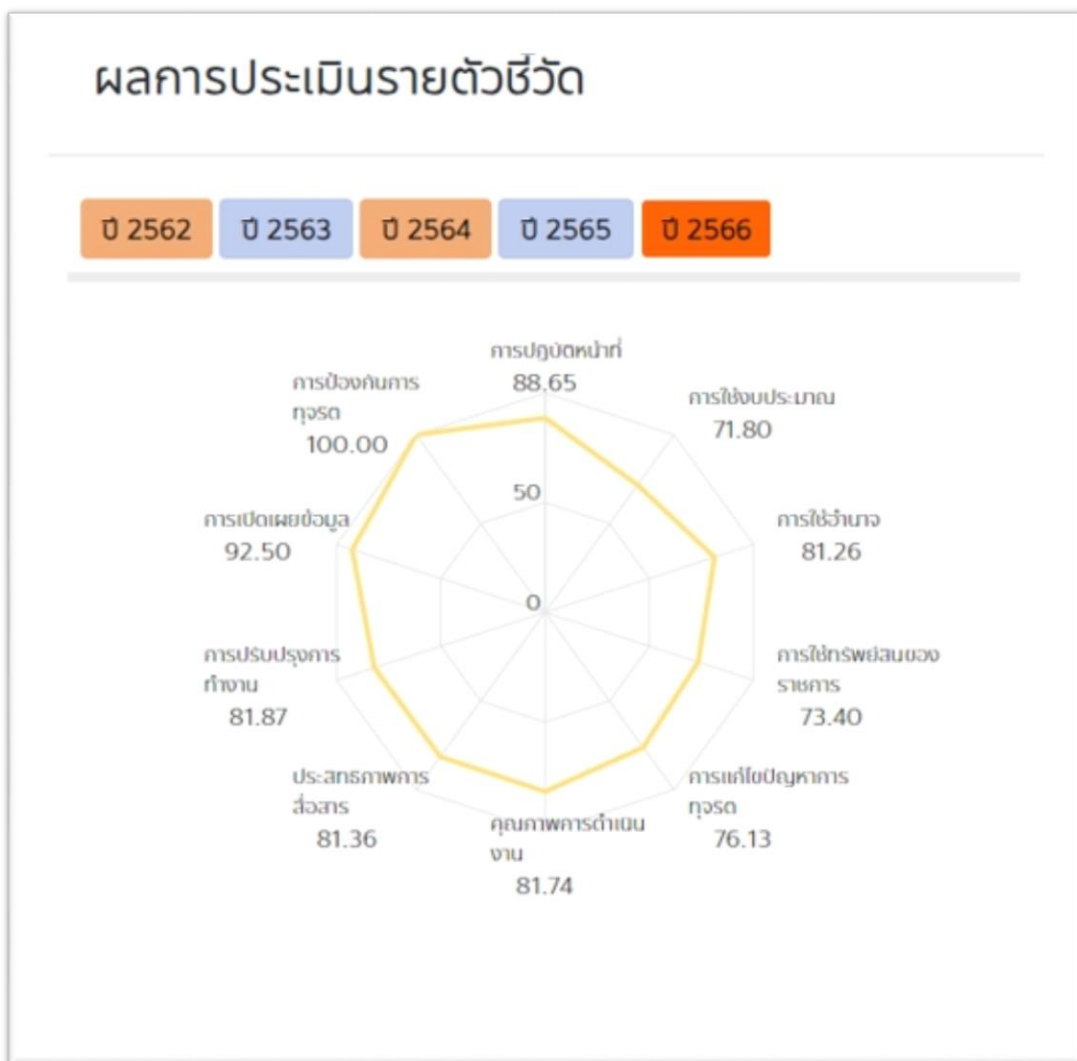 ผลการประเมินรายตัวชี้วัด
ปี 2562
ปี 2563
ปี 2564
ปี 2565
ปี 2566
การปฏิบัติหน้าที่
88.65
การใช้งบประมาณ
71.80
การใช้อำนาจ
81.26
การใช้ทรัพย์สินของ
ราชการ
73.40
การแก้ไขปัญหาการ
ทุจริต
76.13
คุณภาพการดำเนิน
งาน
81.74
ประสิทธิภาพการ
สื่อสาร
81.36
การปรับปรุงการ
ทำงาน
81.87
การเปิดเผยข้อมูล
92.50
การป้องกันการ
ทุจริต
100.00
50
0